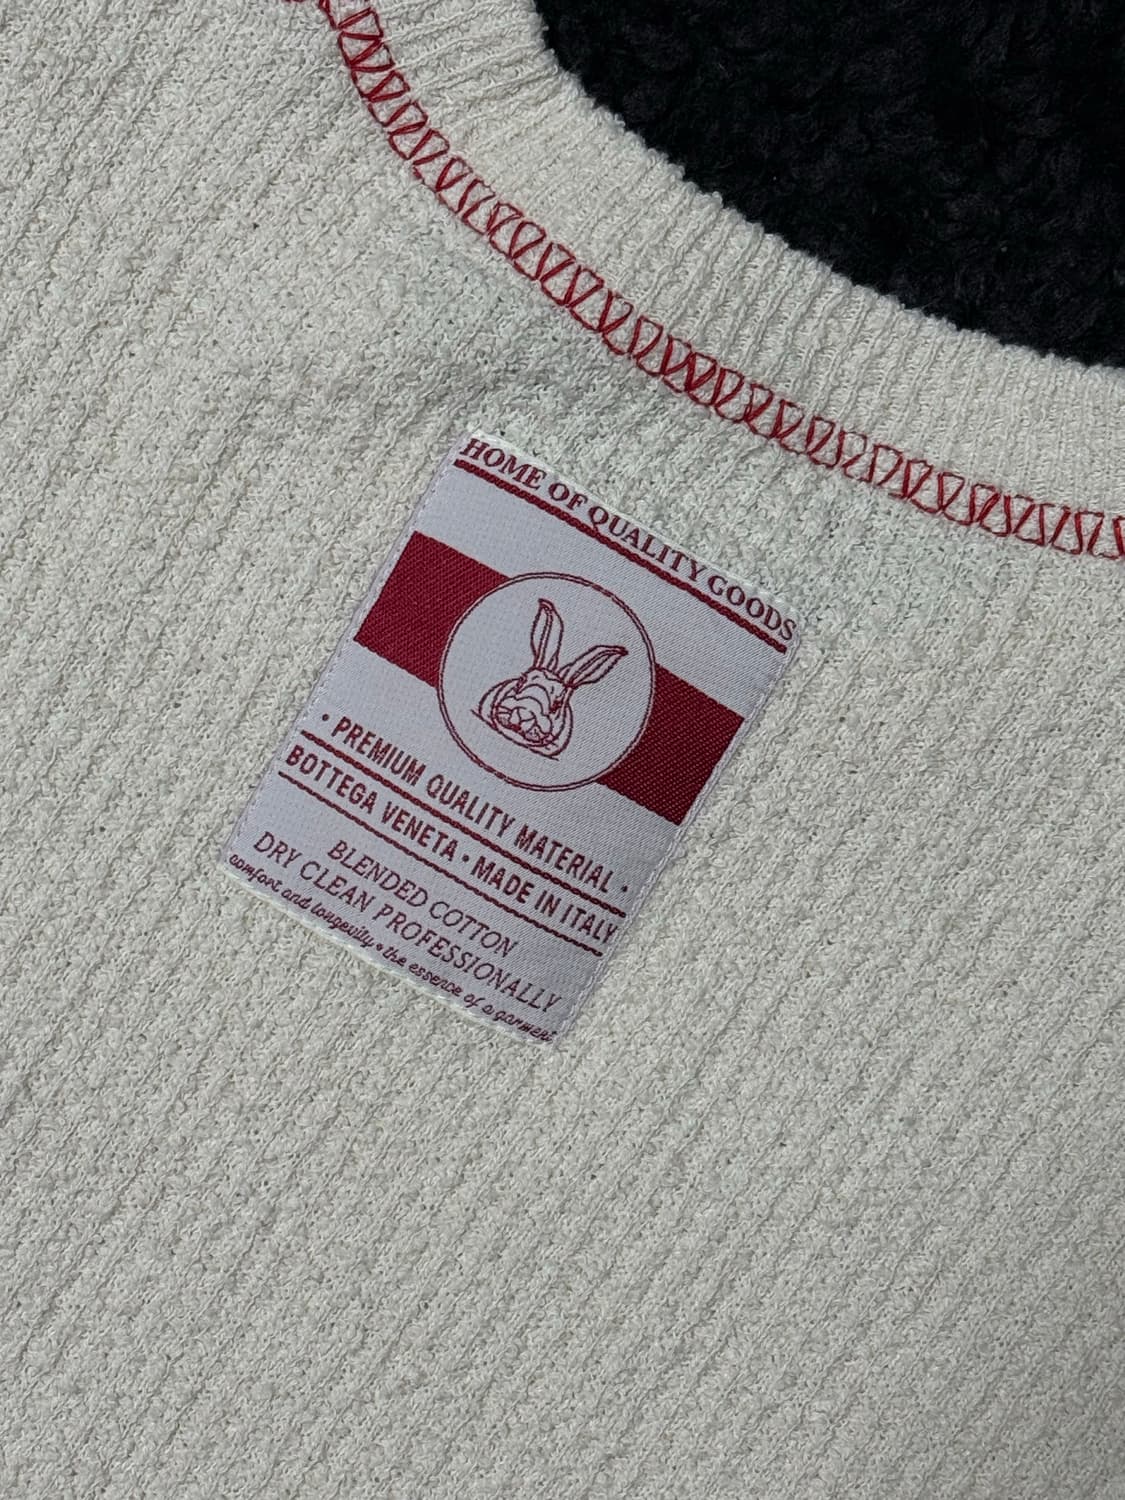 HOME OF QUALITY GOODS
• PREMIUM QUALITY MATERIAL •
BOTTEGA VENETA • MADE IN ITALY
BLENDED COTTON
DRY CLEAN PROFESSIONALLY
comfort and longevity • the essence of a garment